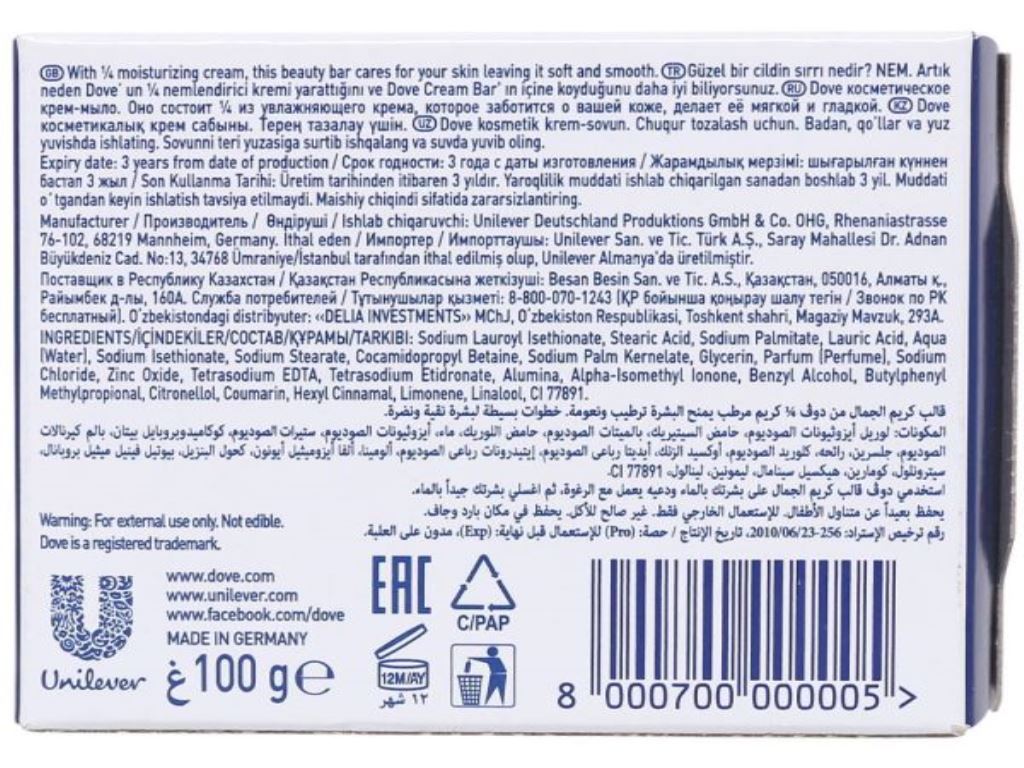 GB With ¼ moisturizing cream, this beauty bar cares for your skin leaving it soft and smooth. TR Güzel bir cildin sırrı nedir? NEM. Artık
neden Dove' un ¼ nemlendirici kremi yarattığını ve Dove Cream Bar' ın içine koyduğunu daha iyi biliyorsunuz. RU Dove косметическое
крем-мыло. Оно состоит ¼ из увлажняющего крема, которое заботится о вашей коже, делает её мягкой и гладкой. KZ Dove
косметикалық крем сабыны. Терең тазалау үшін. UZ Dove kosmetik krem-sovun. Chuqur tozalash uchun. Badan, qo'llar va yuz
yuvishda ishlating. Sovunni teri yuzasiga surtib ishqalang va suvda yuvib oling.
Expiry date: 3 years from date of production / Срок годности: 3 года с даты изготовления / Жарамдылық мерзімі: шығарылған күннен
бастап 3 жыл / Son Kullanma Tarihi: Üretim tarihinden itibaren 3 yıldır. Yaroqlilik muddati ishlab chiqarilgan sanadan boshlab 3 yil. Muddati
o'tgandan keyin ishlatish tavsiya etilmaydi. Maishiy chiqindi sifatida zararsizlantiring.
Manufacturer / Производитель / Өндіруші / Ishlab chiqaruvchi: Unilever Deutschland Produktions GmbH & Co. OHG, Rhenaniastrasse
76-102, 68219 Mannheim, Germany. İthal eden / Импортер / Импорттаушы: Unilever San. ve Tic. Türk A.Ş., Saray Mahallesi Dr. Adnan
Büyükdeniz Cad. No:13, 34768 Ümraniye/İstanbul tarafından ithal edilmiş olup, Unilever Almanya'da üretilmiştir.
Поставщик в Республику Казахстан / Қазақстан Республикасына жеткізуші: Besan Besin San. ve Tic. A.S., Қазақстан, 050016, Алматы қ.,
Райымбек д-лы, 160А. Служба потребителей / Тұтынушылар қызметі: 8-800-070-1243 (ҚР бойынша қоңырау шалу тегін / Звонок по РК
бесплатный). O'zbekistondagi distribyuter: «DELIA INVESTMENTS» MChJ, O'zbekiston Respublikasi, Toshkent shahri, Magaziy Mavzuk, 293A.
INGREDIENTS/İÇİNDEKİLER/СОСТАВ/ҚҰРАМЫ/TARKIBI: Sodium Lauroyl Isethionate, Stearic Acid, Sodium Palmitate, Lauric Acid, Aqua
(Water), Sodium Isethionate, Sodium Stearate, Cocamidopropyl Betaine, Sodium Palm Kernelate, Glycerin, Parfum (Perfume), Sodium
Chloride, Zinc Oxide, Tetrasodium EDTA, Tetrasodium Etidronate, Alumina, Alpha-Isomethyl Ionone, Benzyl Alcohol, Butylphenyl
Methylpropional, Citronellol, Coumarin, Hexyl Cinnamal, Limonene, Linalool, CI 77891.
قالب كريم الجمال من دوف ¼ كريم مرطب يمنح البشرة ترطيب ونعومة. خطوات بسيطة لبشرة نقية ونضرة.
المكونات: لوريل أيزوثيونات الصوديوم، حامض الستيريك، بالميتات الصوديوم، حامض اللوريك، ماء، أيزوثيونات الصوديوم، ستيرات الصوديوم، كوكاميدوبروبايل بيتان، بالم كيرنالات
الصوديوم، جلسرين، رائحه، كلوريد الصوديوم، أوكسيد الزنك، أيديتا رباعى الصوديوم، إيتيدرونات رباعى الصوديوم، ألومينا، ألفا أيزوميثيل أيونون، كحول البنزيل، بيوتيل فينيل ميثيل بروبانال،
سيترونلول، كومارين، هيكسيل سينامال، ليمونين، لينالول، CI 77891.
استخدمي دوف قالب كريم الجمال على بشرتك بالماء ودعيه يعمل مع الرغوة، ثم اغسلي بشرتك جيداً بالماء.
يحفظ بعيداً عن متناول الأطفال. للإستعمال الخارجي فقط. غير صالح للأكل. يحفظ في مكان بارد وجاف.
رقم ترخيص الإستراد: 256-2010/06/23، تاريخ الإنتاج / حصة: (Pro) للإستعمال قبل نهاية: (Exp)، مدون على العلبة.
Warning: For external use only. Not edible.
Dove is a registered trademark.
www.dove.com
www.unilever.com
www.facebook.com/dove
MADE IN GERMANY
Unilever
غ 100 g e
EAC
C/PAP
12M/AY
١٢ شهر
8 000700 000005 >